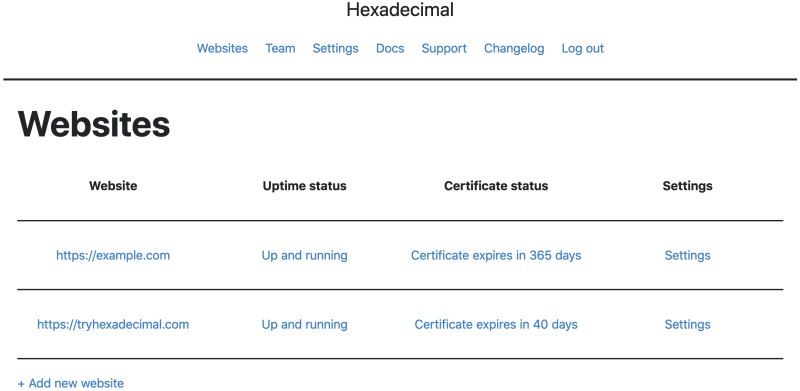 Hexadecimal
Websites Team Settings Docs Support Changelog Log out
Websites
Website Uptime status Certificate status Settings
https://example.com Up and running Certificate expires in 365 days Settings
https://tryhexadecimal.com Up and running Certificate expires in 40 days Settings
+ Add new website